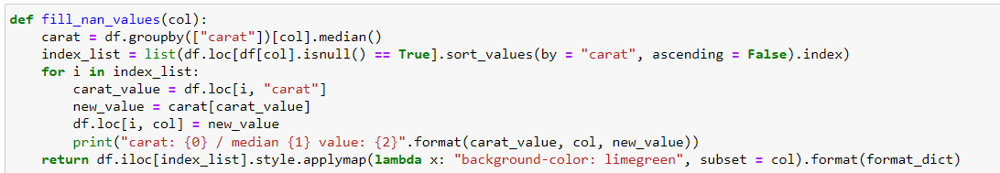 def fill_nan_values(col):
    carat = df.groupby(["carat"])[col].median()
    index_list = list(df.loc[df[col].isnull() == True].sort_values(by = "carat", ascending = False).index)
    for i in index_list:
        carat_value = df.loc[i, "carat"]
        new_value = carat[carat_value]
        df.loc[i, col] = new_value
        print("carat: {0} / median {1} value: {2}".format(carat_value, col, new_value))
    return df.iloc[index_list].style.applymap(lambda x: "background-color: limegreen", subset = col).format(format_dict)